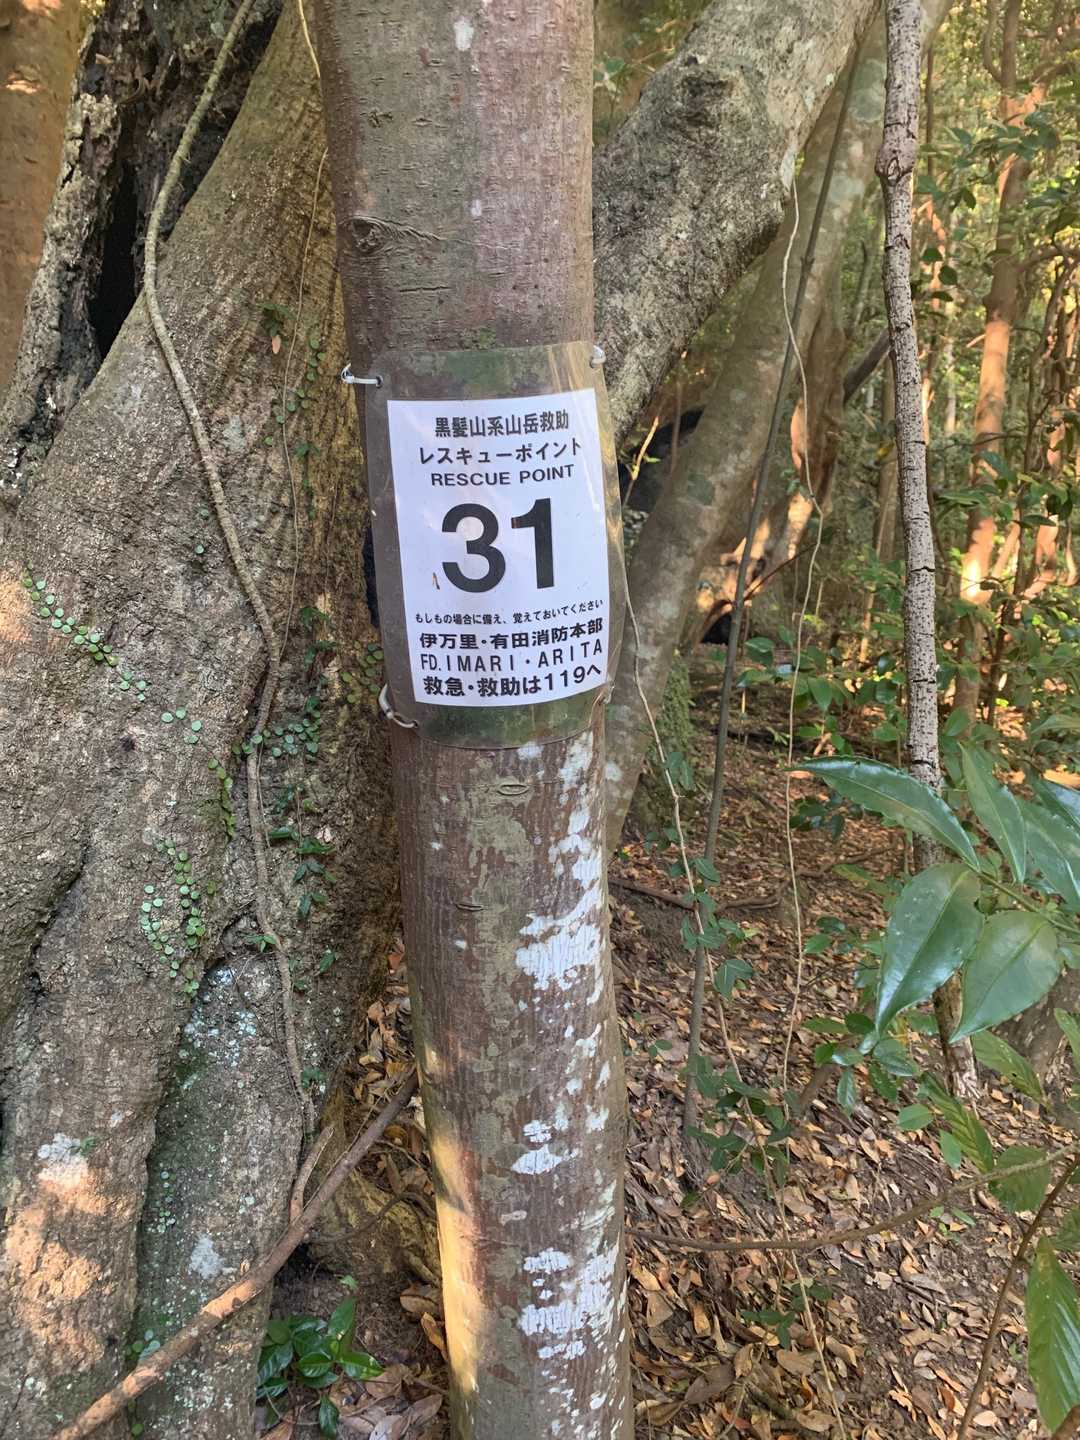 黒髪山系山岳救助
レスキューポイント
RESCUE POINT
31
もしもの場合に備え、覚えておいてください
伊万里・有田消防本部
FD.IMARI・ARITA
救急・救助は119へ